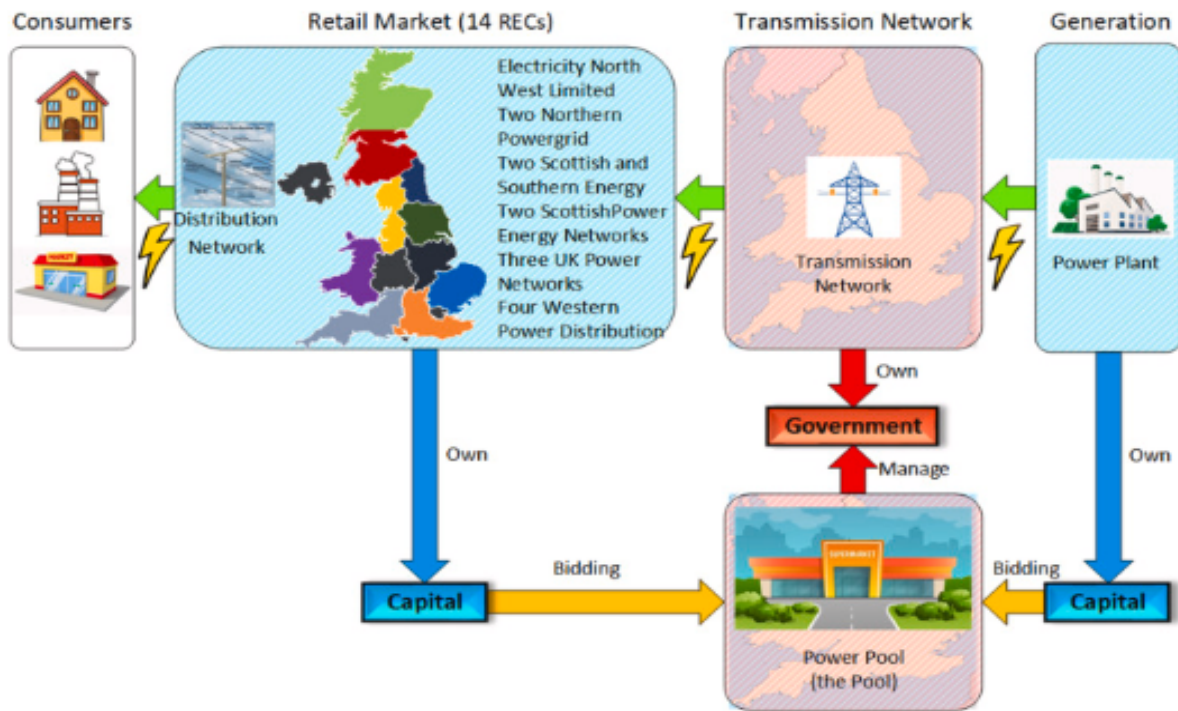 Consumers
Retail Market (14 RECs)
Transmission Network
Generation
Electricity North
West Limited
Two Northern
Powergrid
Two Scottish and
Southern Energy
Two ScottishPower
Energy Networks
Three UK Power
Networks
Four Western
Power Distribution
Distribution
Network
MARKET
Transmission
Network
Power Plant
Own
Government
Manage
Own
Own
Capital
Bidding
SUPERMARKET
Bidding
Capital
Power Pool
(the Pool)